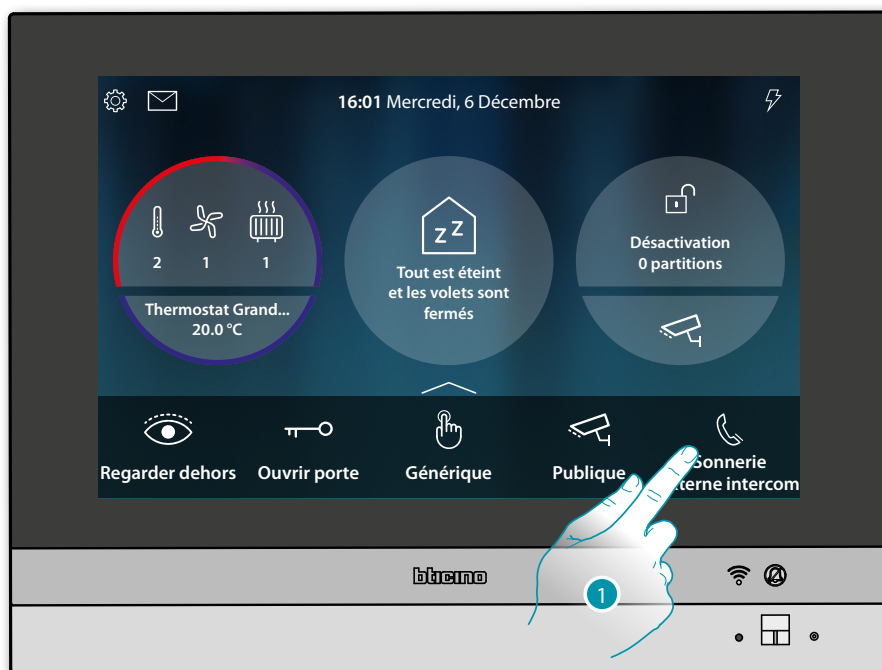 16:01 Mercredi, 6 Décembre
2 1 1
Thermostat Grand...
20.0 °C
z Z
Tout est éteint
et les volets sont
fermés
Désactivation
0 partitions
Regarder dehors
Ouvrir porte
Générique
Publique
Sonnerie
terne intercom
bticino
1